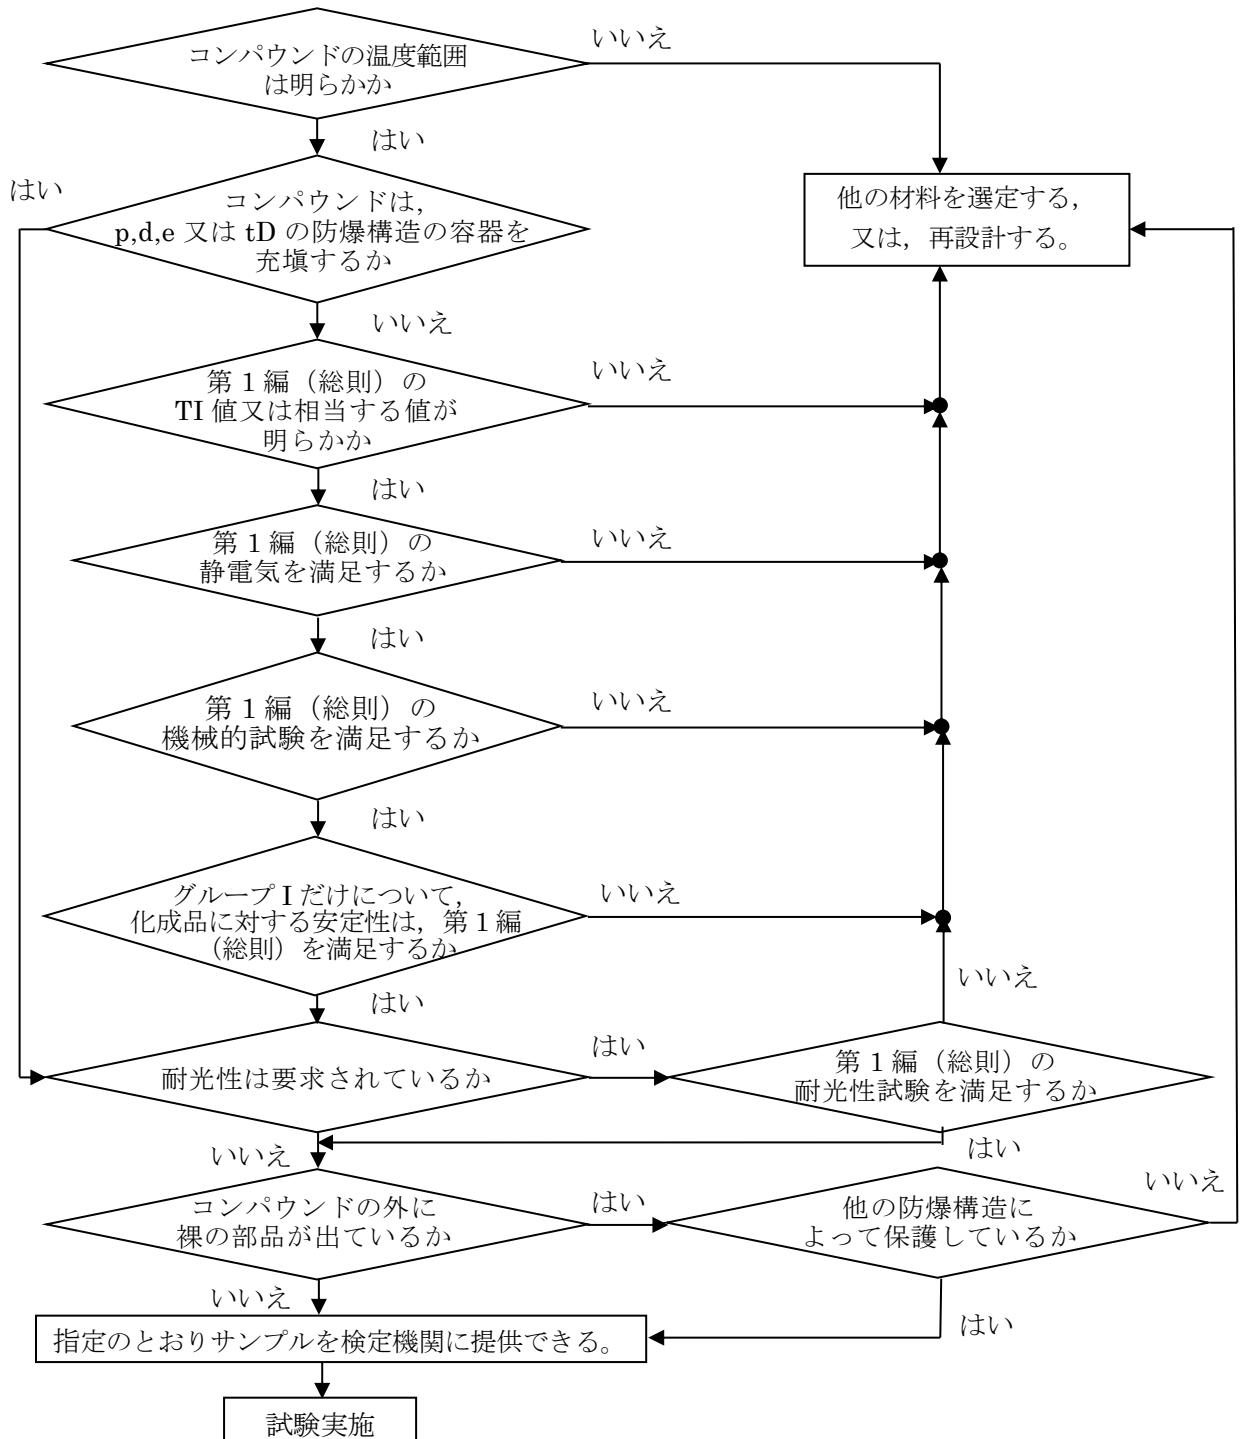 コンパウンドの温度範囲
は明らかか
いいえ
はい
はい
コンパウンドは,
p,d,e 又は tD の防爆構造の容器を
充塡するか
他の材料を選定する,
又は,再設計する。
いいえ
第 1 編(総則)の
TI 値又は相当する値が
明らかか
いいえ
はい
第 1 編(総則)の
静電気を満足するか
いいえ
はい
第 1 編(総則)の
機械的試験を満足するか
いいえ
はい
グループ I だけについて,
化成品に対する安定性は,第 1 編
(総則)を満足するか
いいえ
いいえ
はい
耐光性は要求されているか
はい
第 1 編(総則)の
耐光性試験を満足するか
いいえ
はい
コンパウンドの外に
裸の部品が出ているか
はい
他の防爆構造に
よって保護しているか
いいえ
いいえ
はい
指定のとおりサンプルを検定機関に提供できる。
試験実施